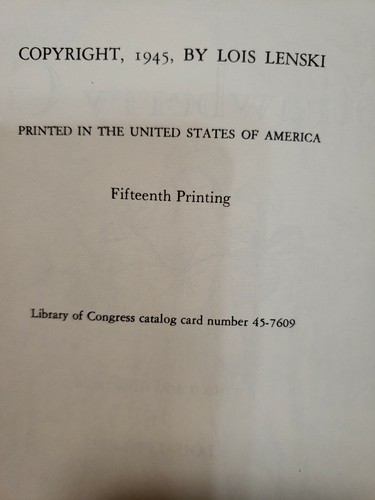 COPYRIGHT, 1945, BY LOIS LENSKI
PRINTED IN THE UNITED STATES OF AMERICA
Fifteenth Printing
Library of Congress catalog card number 45-7609